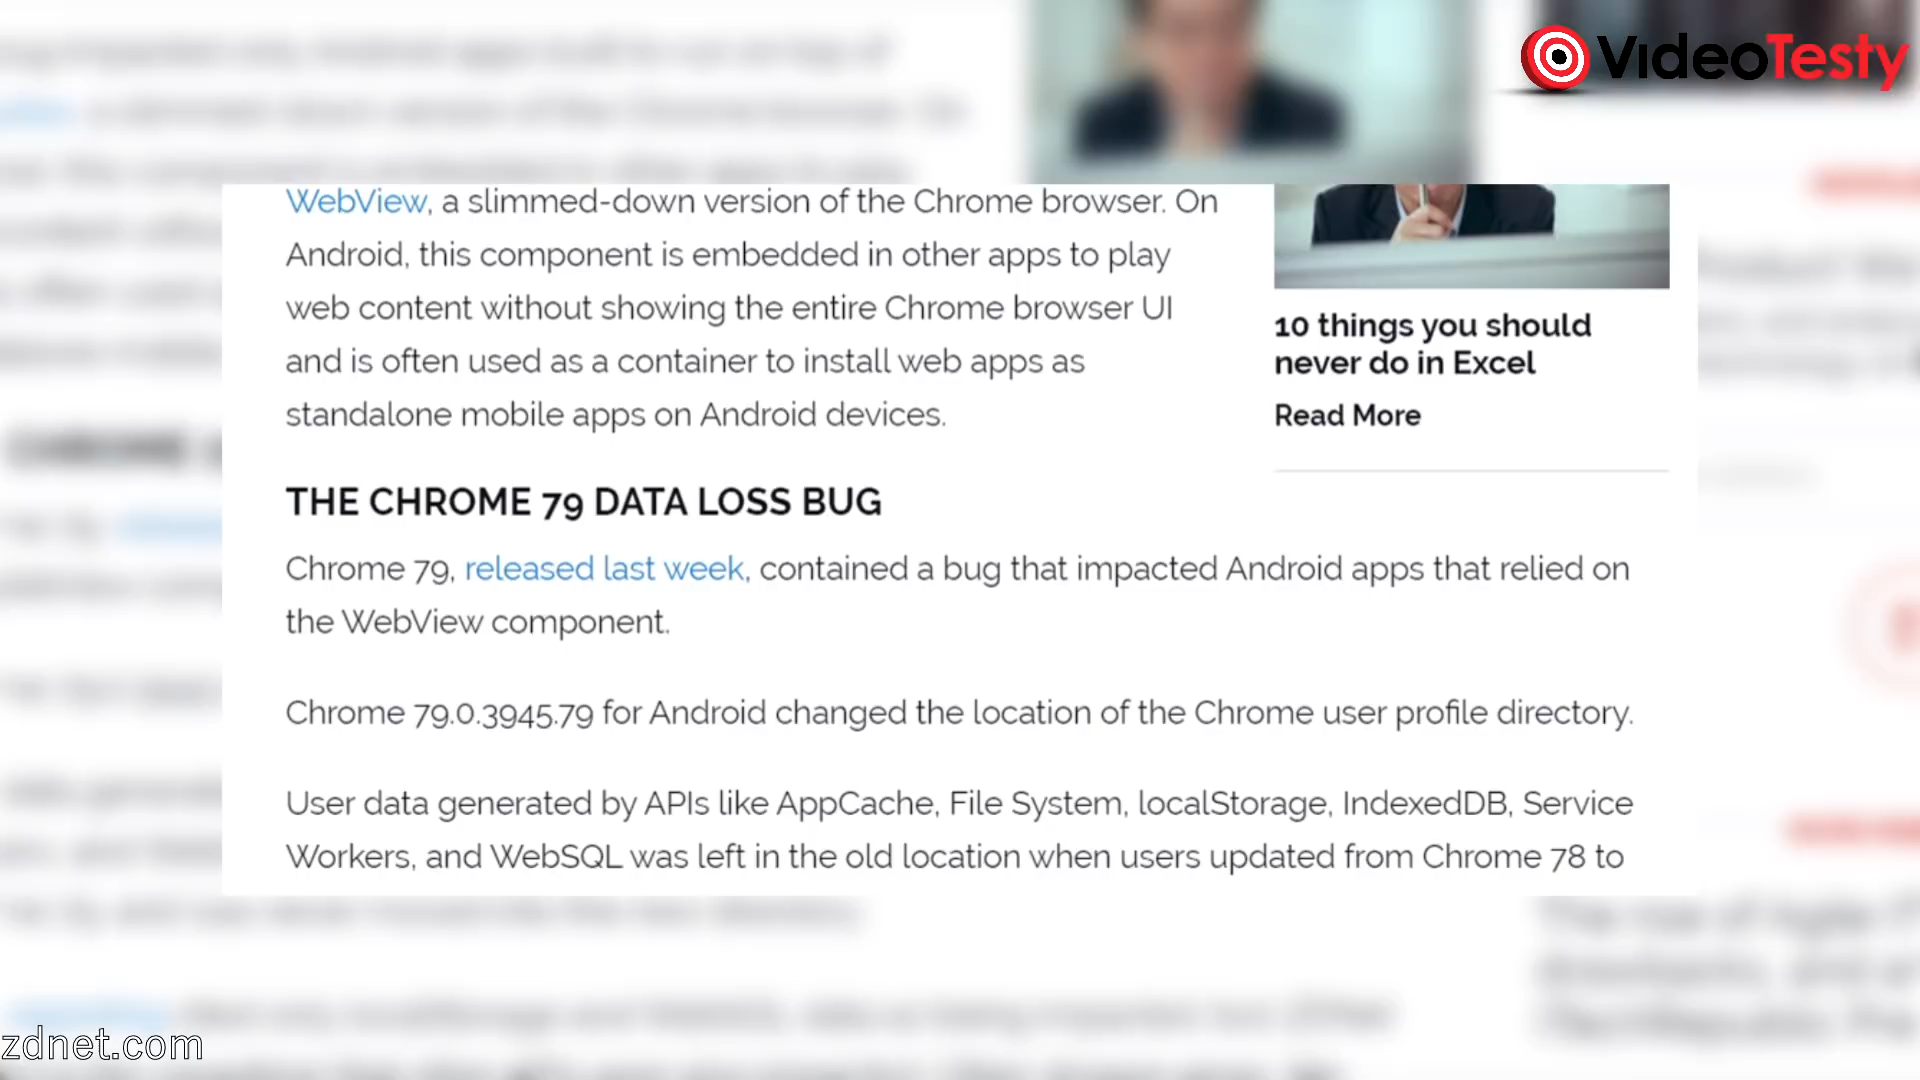 VideoTesty
WebView, a slimmed-down version of the Chrome browser. On
Android, this component is embedded in other apps to play
web content without showing the entire Chrome browser UI
and is often used as a container to install web apps as
standalone mobile apps on Android devices.
10 things you should
never do in Excel
Read More
THE CHROME 79 DATA LOSS BUG
Chrome 79, released last week, contained a bug that impacted Android apps that relied on
the WebView component.
Chrome 79.0.3945.79 for Android changed the location of the Chrome user profile directory.
User data generated by APIs like AppCache, File System, localStorage, IndexedDB, Service
Workers, and WebSQL was left in the old location when users updated from Chrome 78 to
zdnet.com